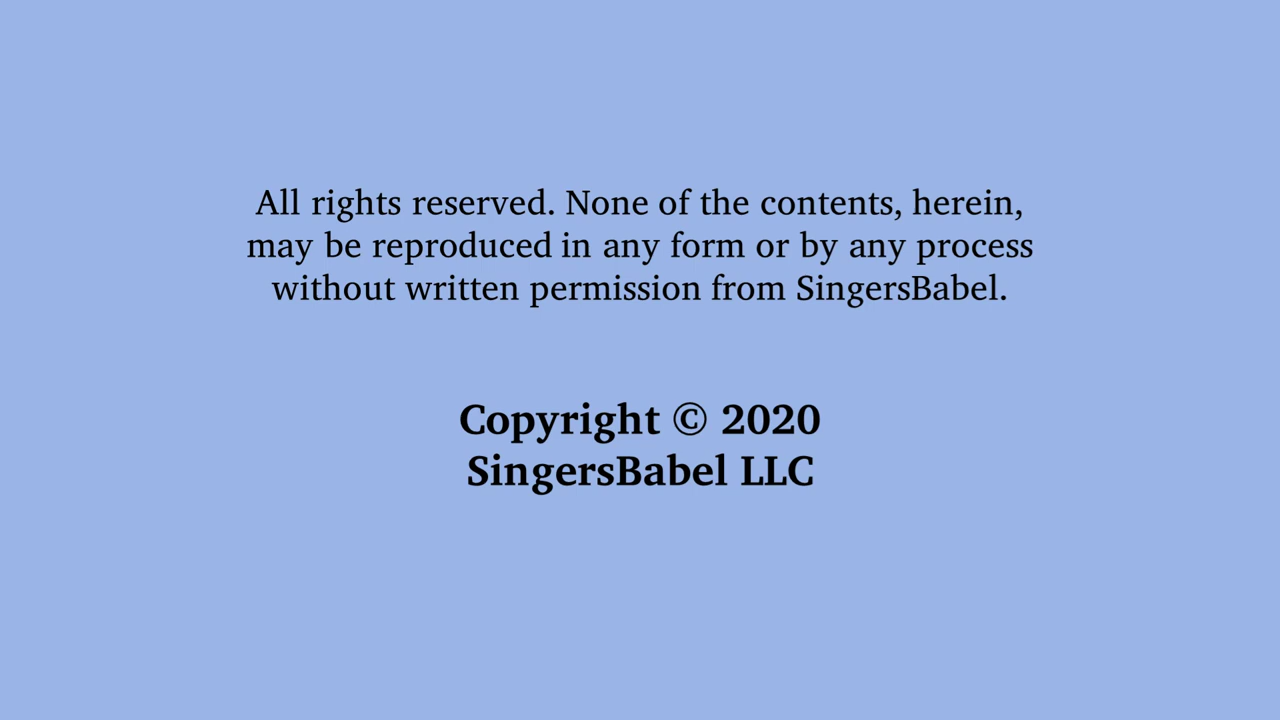 All rights reserved. None of the contents, herein,
may be reproduced in any form or by any process
without written permission from SingersBabel.
Copyright © 2020
SingersBabel LLC